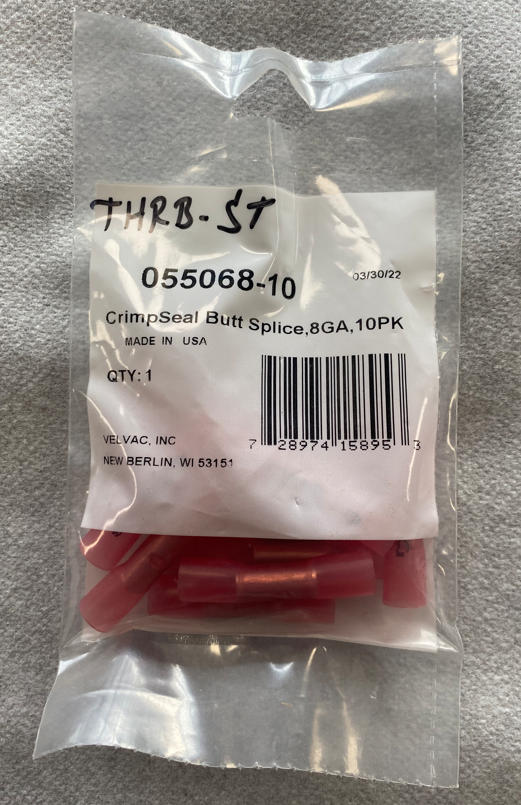 THRB-ST
055068-10
03/30/22
CrimpSeal Butt Splice,8GA,10PK
MADE IN USA
QTY: 1
VELVAC, INC
NEW BERLIN, WI 53151
7 28974 15895 3